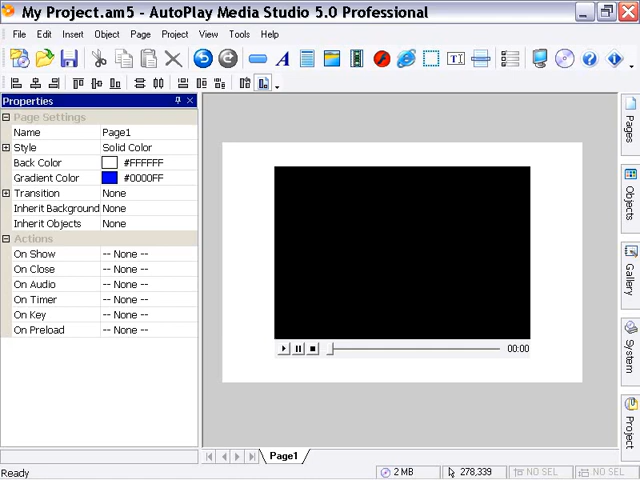 My Project.am5 - AutoPlay Media Studio 5.0 Professional
File Edit Insert Object Page Project View Tools Help
Properties
Page Settings
Name Page1
Style Solid Color
Back Color #FFFFFF
Gradient Color #0000FF
Transition None
Inherit Background None
Inherit Objects None
Actions
On Show -- None --
On Close -- None --
On Audio -- None --
On Timer -- None --
On Key -- None --
On Preload -- None --
00:00
Pages
Objects
Gallery
System
Project
Page1
Ready
2 MB
278,339
NO SEL
NO SEL